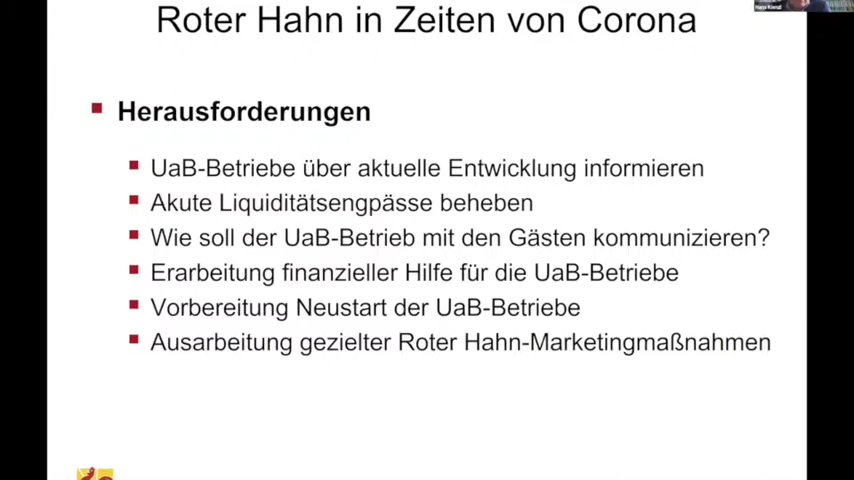 Roter Hahn in Zeiten von Corona
Herausforderungen
UaB-Betriebe über aktuelle Entwicklung informieren
Akute Liquiditätsengpässe beheben
Wie soll der UaB-Betrieb mit den Gästen kommunizieren?
Erarbeitung finanzieller Hilfe für die UaB-Betriebe
Vorbereitung Neustart der UaB-Betriebe
Ausarbeitung gezielter Roter Hahn-Marketingmaßnahmen